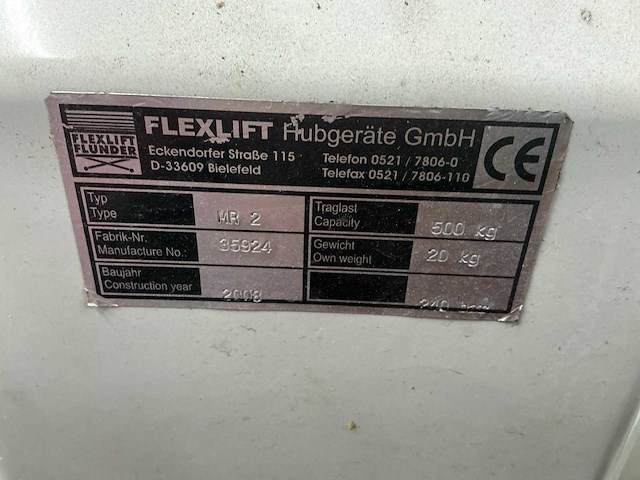 FLEXLIFT
FLUNDER
FLEXLIFT Hubgeräte GmbH
Eckendorfer Straße 115
D-33609 Bielefeld
Telefon 0521 / 7806-0
Telefax 0521 / 7806-110
CE
Typ
Type
MR 2
Fabrik-Nr.
Manufacture No.:
35924
Baujahr
Construction year
2008
Traglast
Capacity
500 kg
Gewicht
Own weight
20 kg
240